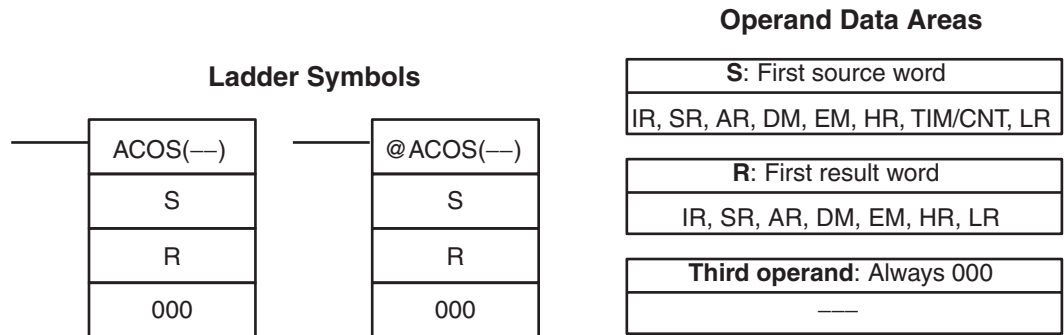 Ladder Symbols
ACOS(––)
S
R
000
@ACOS(––)
S
R
000
Operand Data Areas
S: First source word
IR, SR, AR, DM, EM, HR, TIM/CNT, LR
R: First result word
IR, SR, AR, DM, EM, HR, LR
Third operand: Always 000
–––